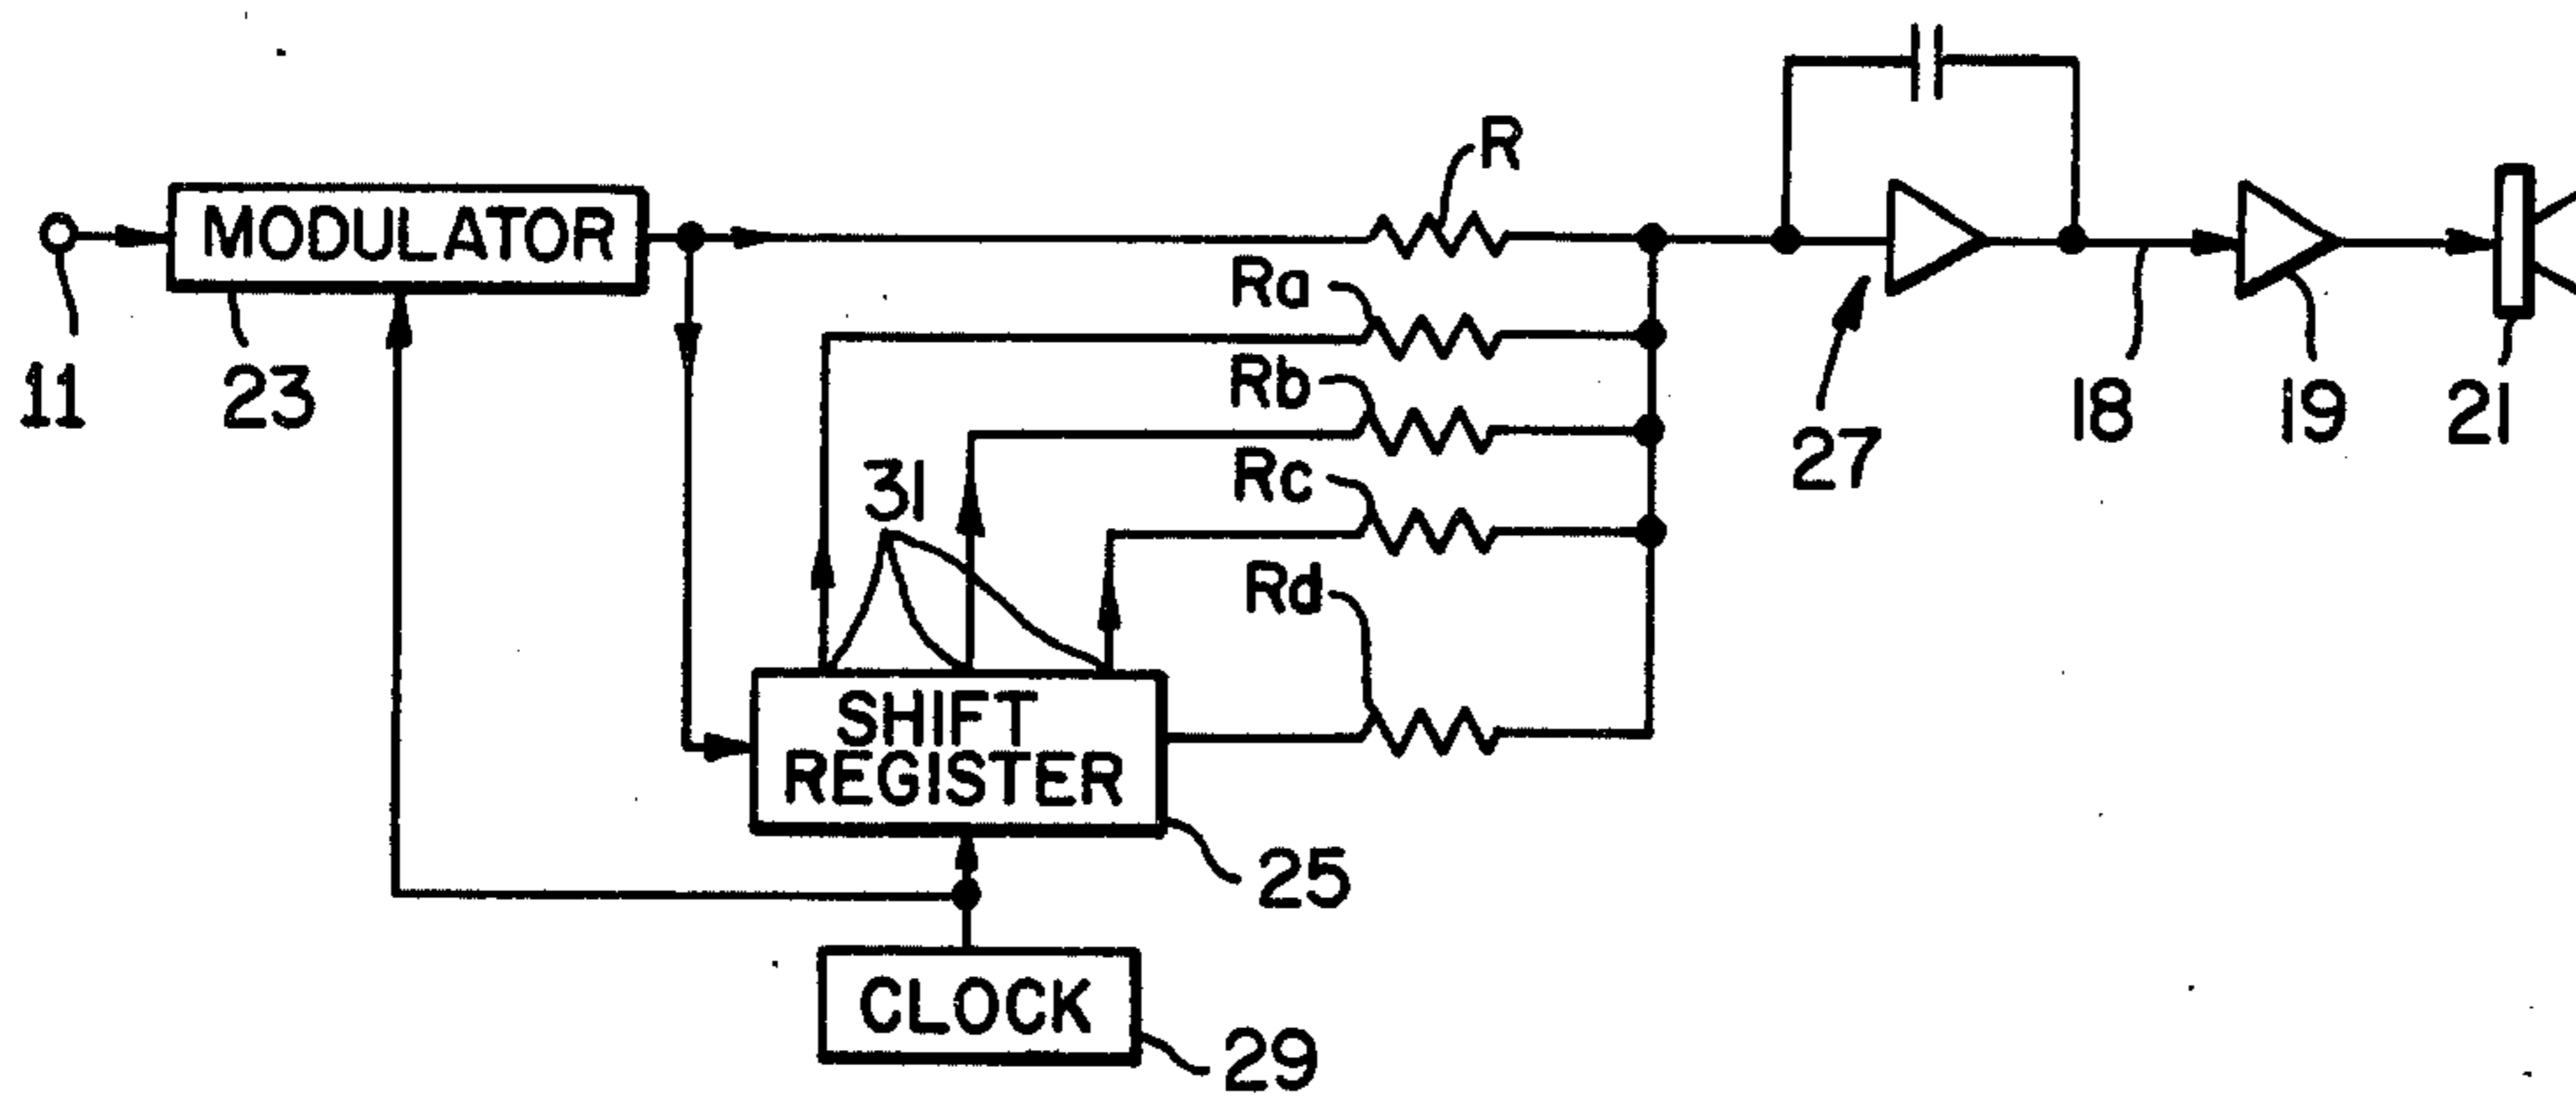 R
MODULATOR
Ra
11
23
Rb
27
18
19
21
31
Rc
Rd
SHIFT
REGISTER
25
CLOCK
29